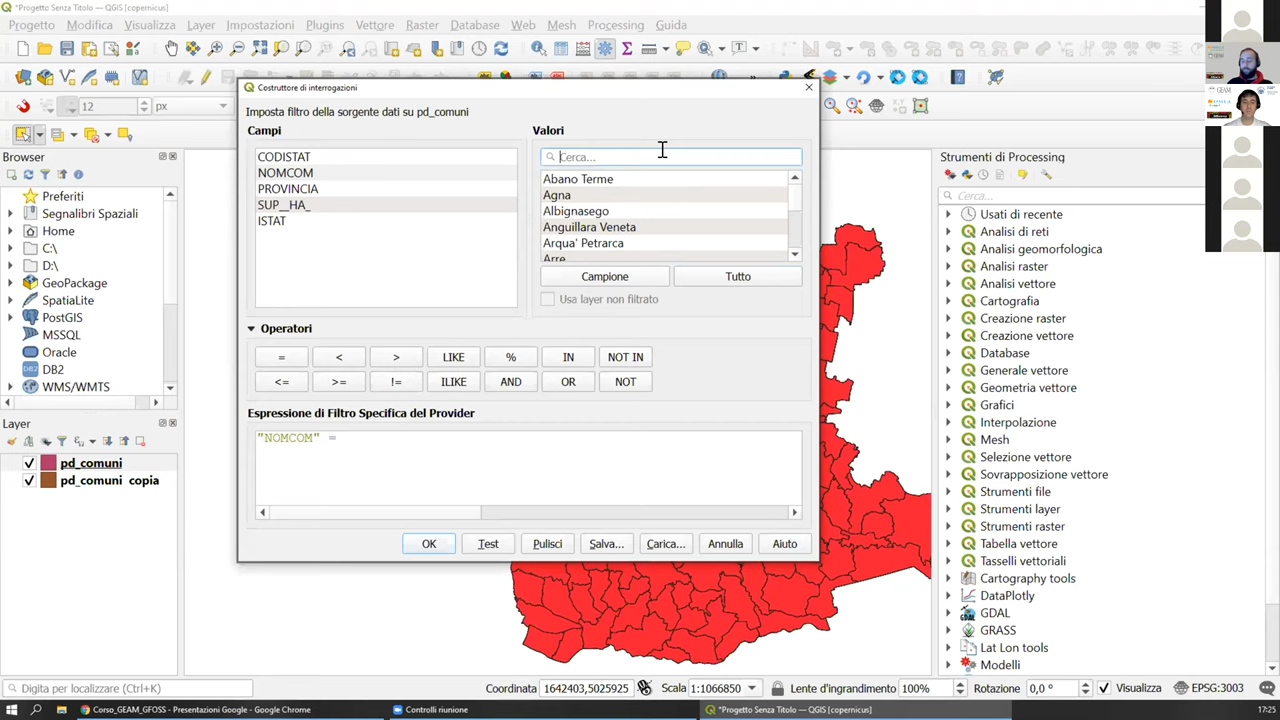 *Progetto Senza Titolo — QGIS [copernicus]
Progetto Modifica Visualizza Layer Impostazioni Plugins Vettore Raster Database Web Mesh Processing Guida
12 px
Browser
Preferiti
Segnalibri Spaziali
Home
C:\
D:\
GeoPackage
SpatiaLite
PostGIS
MSSQL
Oracle
DB2
WMS/WMTS
Layer
pd_comuni
pd_comuni copia
Costruttore di interrogazioni
Imposta filtro della sorgente dati su pd_comuni
Campi
CODISTAT
NOMCOM
PROVINCIA
SUP__HA_
ISTAT
Valori
Cerca...
Abano Terme
Agna
Albignasego
Anguillara Veneta
Arqua' Petrarca
Arre
Campione Tutto
Usa layer non filtrato
Operatori
= < > LIKE % IN NOT IN
<= >= != ILIKE AND OR NOT
Espressione di Filtro Specifica del Provider
"NOMCOM" =
OK Test Pulisci Salva... Carica... Annulla Aiuto
Strumenti di Processing
Cerca...
Usati di recente
Analisi di reti
Analisi geomorfologica
Analisi raster
Analisi vettore
Cartografia
Creazione raster
Creazione vettore
Database
Generale vettore
Geometria vettore
Grafici
Interpolazione
Mesh
Selezione vettore
Sovrapposizione vettore
Strumenti file
Strumenti layer
Strumenti raster
Tabella vettore
Tasselli vettoriali
Cartography tools
DataPlotly
GDAL
GRASS
Lat Lon tools
Modelli
Digita per localizzare (Ctrl+K) Coordinata 1642403,5025925 Scala 1:1066850 Lente d'ingrandimento 100% Rotazione 0,0 ° Visualizza EPSG:3003
Corso_GEAM_GFOSS - Presentazioni Google - Google Chrome Controlli riunione *Progetto Senza Titolo — QGIS [copernicus] 17:25